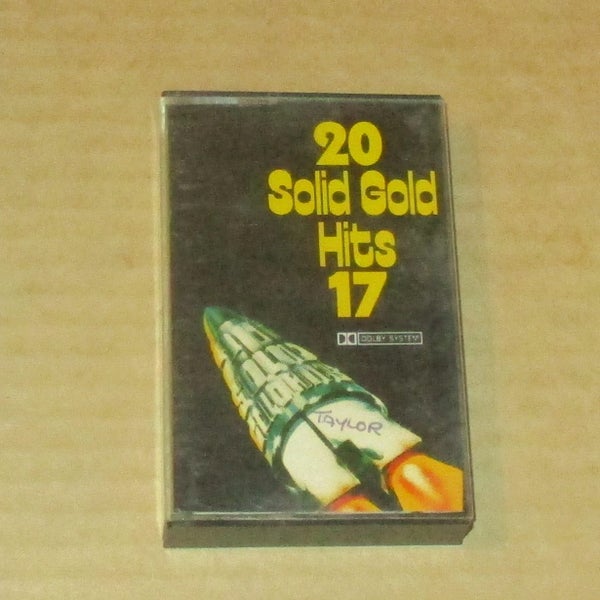 20
Solid Gold
Hits
17
DOLBY SYSTEM
TAYLOR